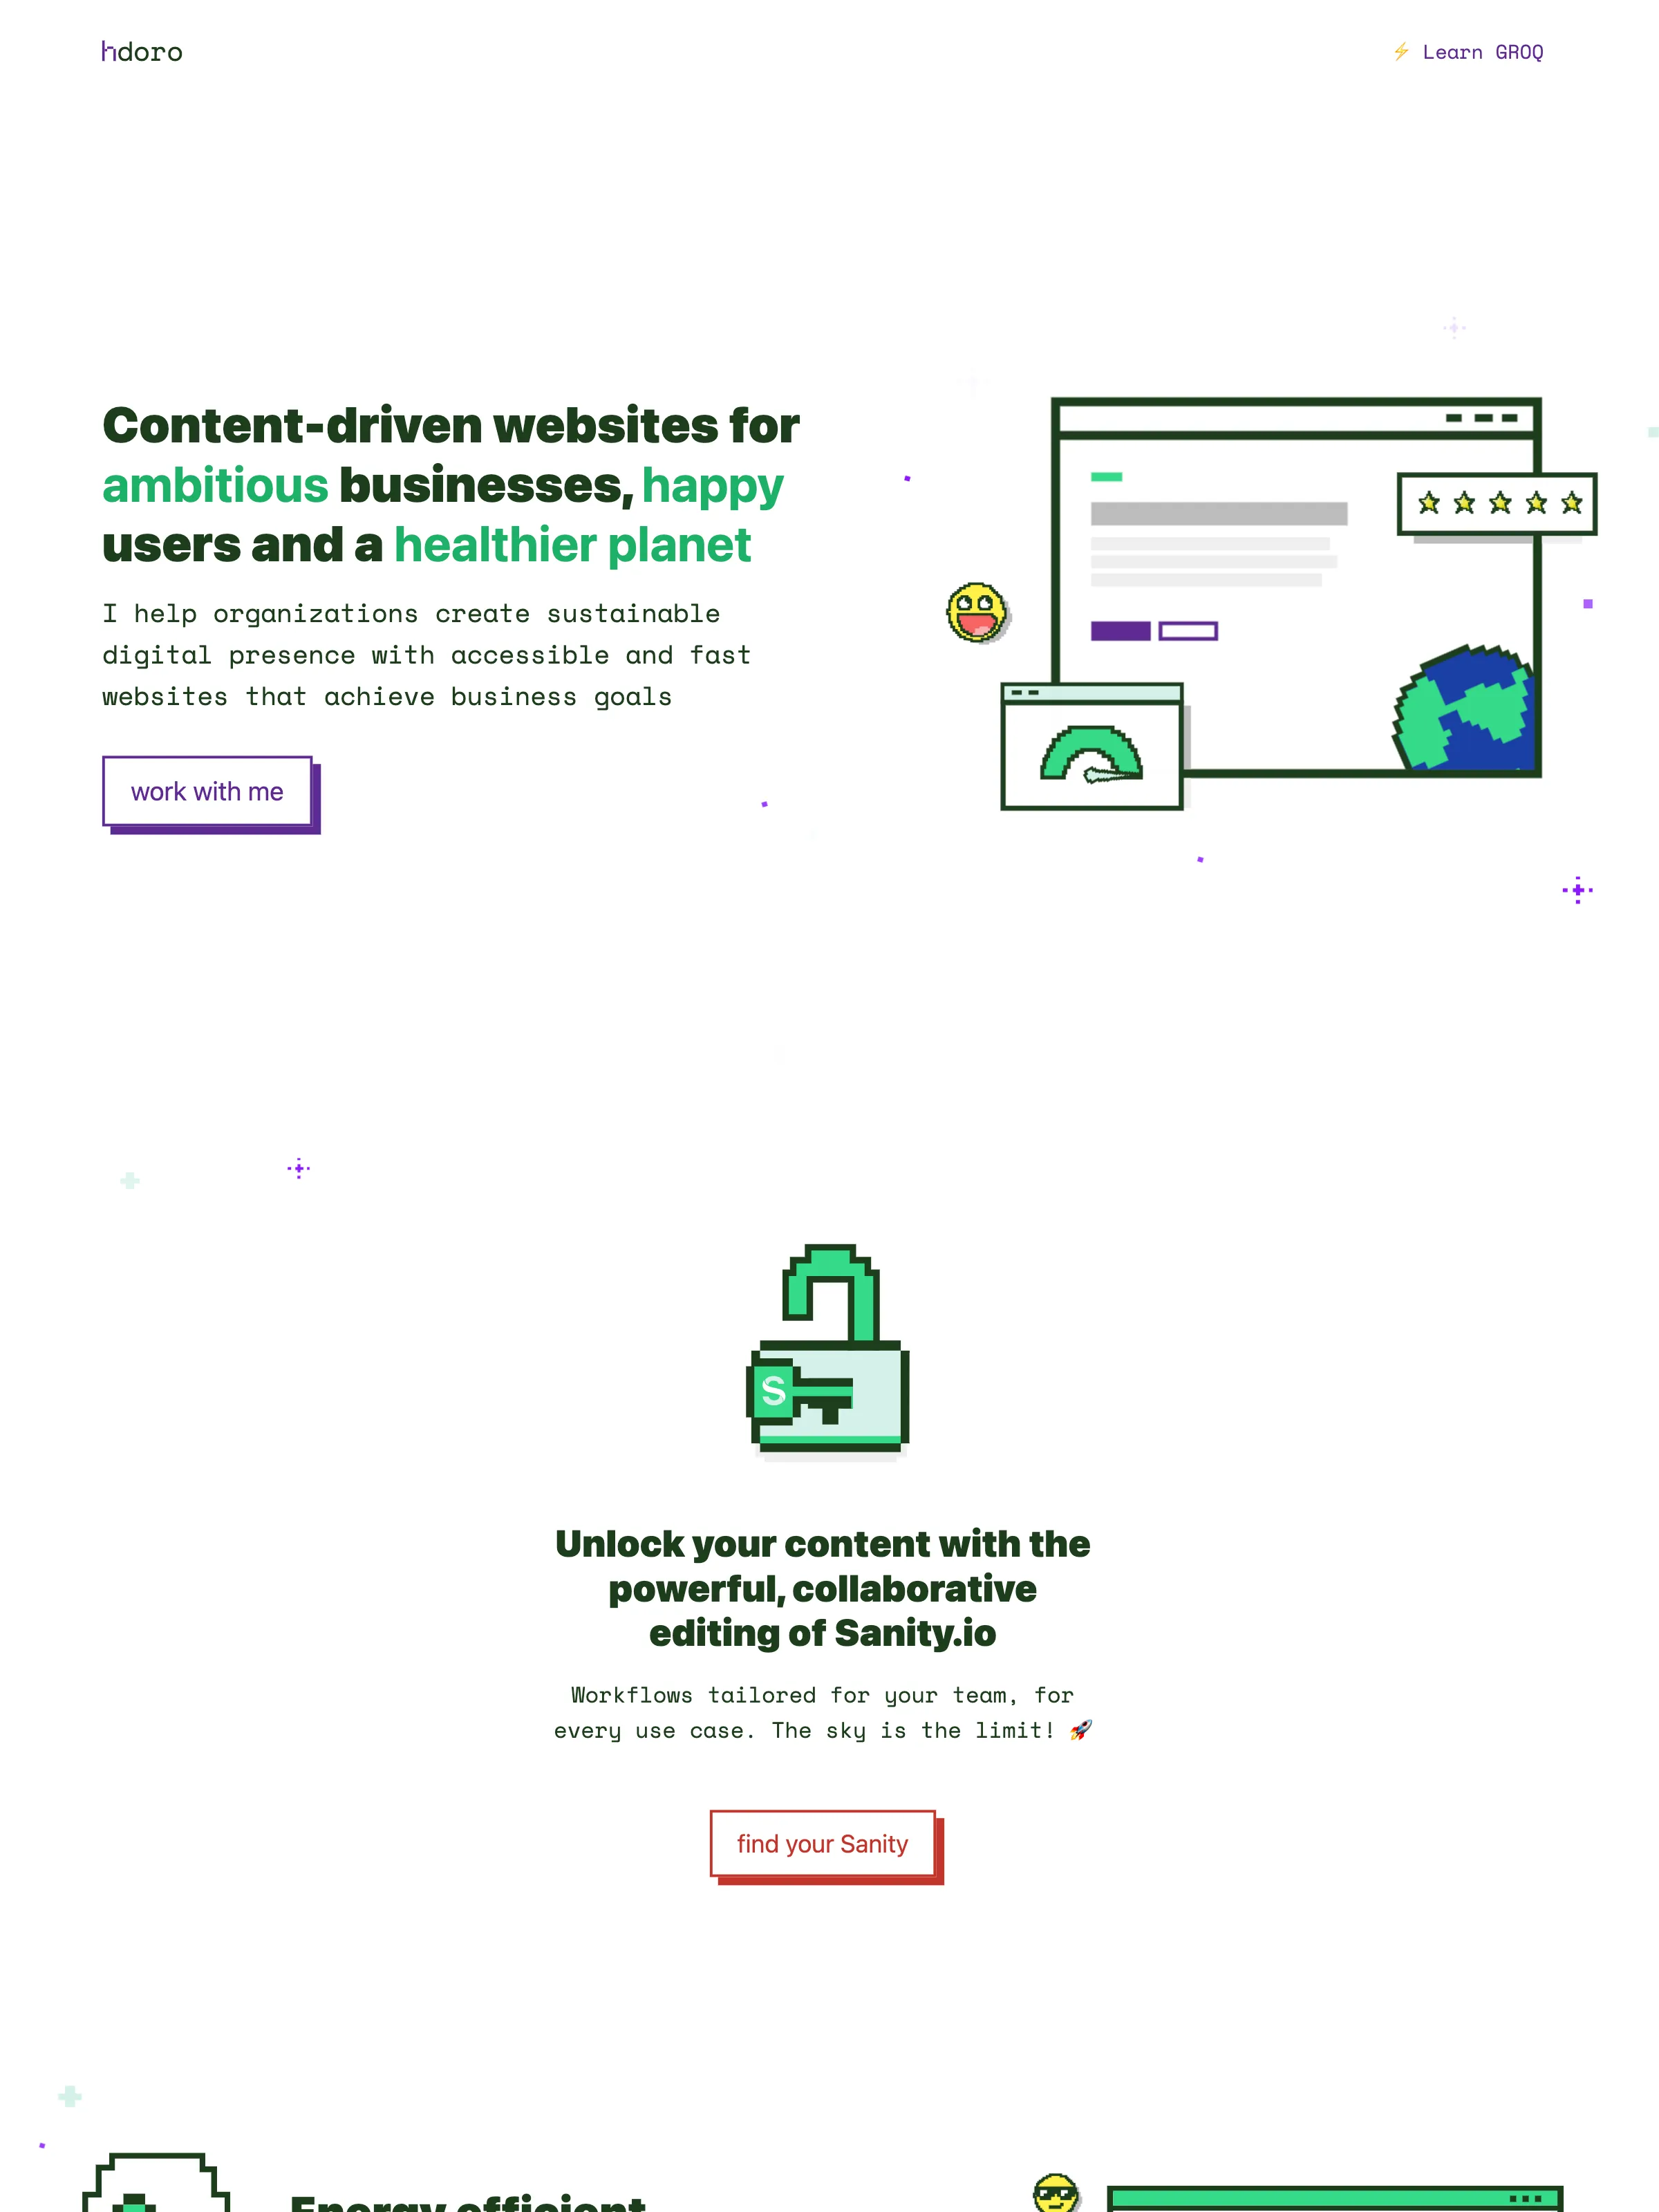 hdoro
⚡ Learn GROQ
Content-driven websites for
ambitious businesses, happy
users and a healthier planet
I help organizations create sustainable
digital presence with accessible and fast
websites that achieve business goals
work with me
S
Unlock your content with the
powerful, collaborative
editing of Sanity.io
Workflows tailored for your team, for
every use case. The sky is the limit! 🚀
find your Sanity
Energy efficient